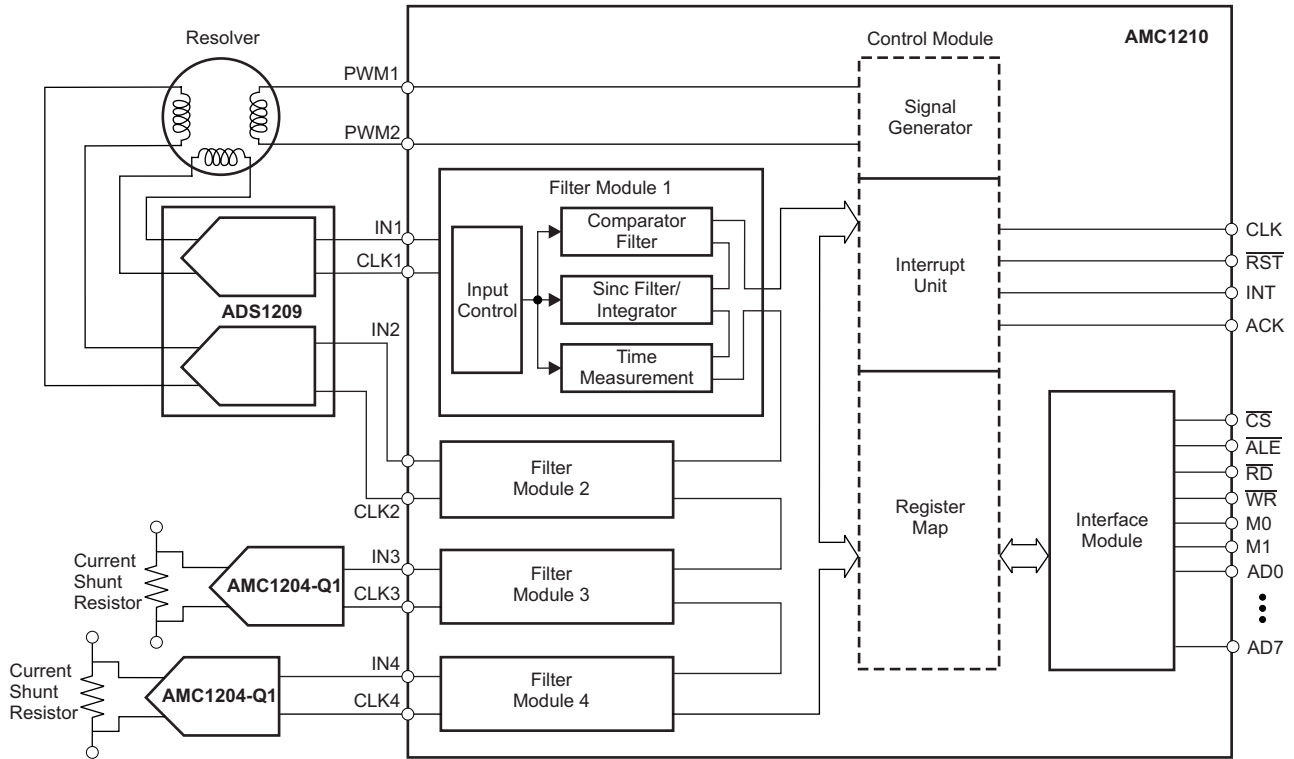 Resolver
Control Module
AMC1210
PWM1
Signal
Generator
PWM2
Filter Module 1
Comparator
Filter
IN1
CLK
CLK1
RST
Input
Control
Sinc Filter/
Integrator
Interrupt
Unit
INT
ADS1209
IN2
ACK
Time
Measurement
CS
ALE
Filter
Module 2
RD
WR
CLK2
Register
Map
Interface
Module
M0
M1
Current
Shunt
Resistor
AMC1204-Q1
IN3
CLK3
Filter
Module 3
AD0
AD7
Current
Shunt
Resistor
AMC1204-Q1
IN4
CLK4
Filter
Module 4